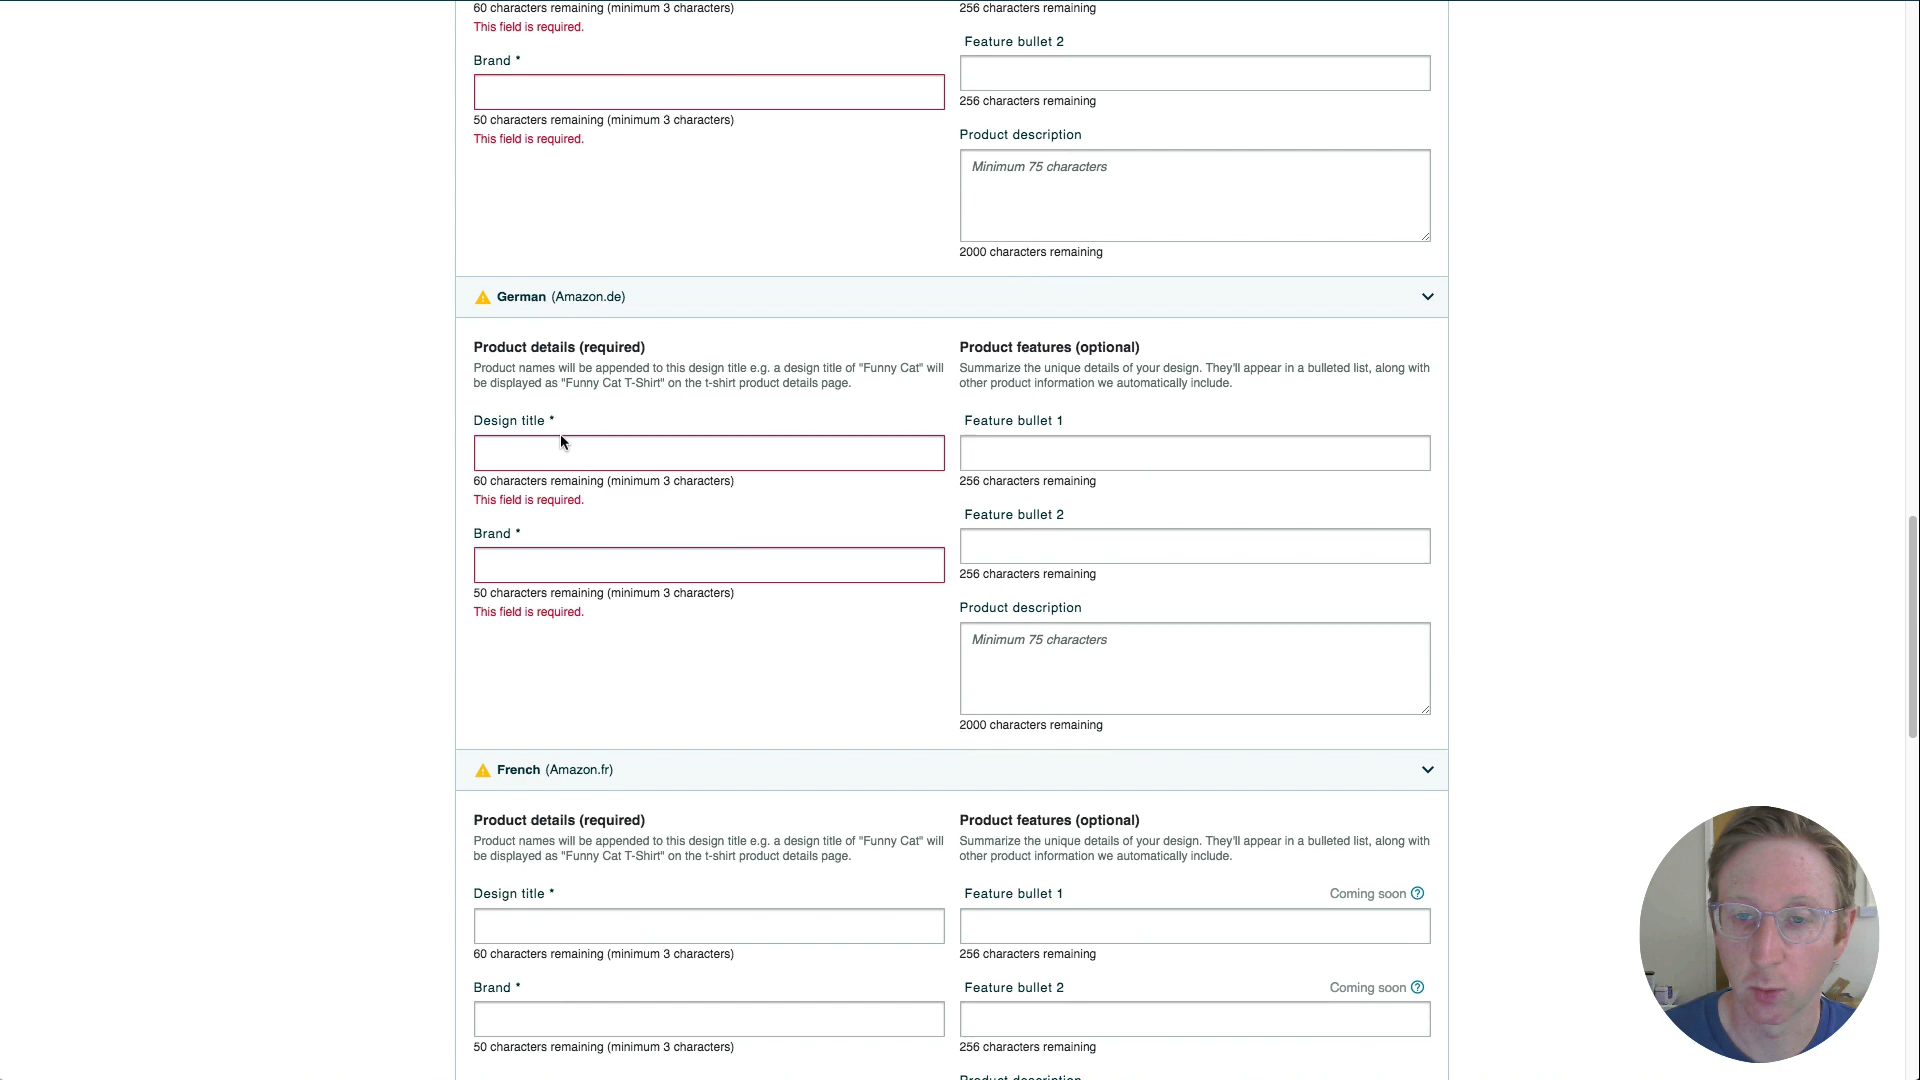 60 characters remaining (minimum 3 characters)
This field is required.
Brand *
50 characters remaining (minimum 3 characters)
This field is required.
256 characters remaining
Feature bullet 2
256 characters remaining
Product description
Minimum 75 characters
2000 characters remaining
German (Amazon.de)
Product details (required)
Product names will be appended to this design title e.g. a design title of "Funny Cat" will
be displayed as "Funny Cat T-Shirt" on the t-shirt product details page.
Design title *
60 characters remaining (minimum 3 characters)
This field is required.
Brand *
50 characters remaining (minimum 3 characters)
This field is required.
Product features (optional)
Summarize the unique details of your design. They'll appear in a bulleted list, along with
other product information we automatically include.
Feature bullet 1
256 characters remaining
Feature bullet 2
256 characters remaining
Product description
Minimum 75 characters
2000 characters remaining
French (Amazon.fr)
Product details (required)
Product names will be appended to this design title e.g. a design title of "Funny Cat" will
be displayed as "Funny Cat T-Shirt" on the t-shirt product details page.
Design title *
60 characters remaining (minimum 3 characters)
Brand *
50 characters remaining (minimum 3 characters)
Product features (optional)
Summarize the unique details of your design. They'll appear in a bulleted list, along with
other product information we automatically include.
Feature bullet 1 Coming soon
256 characters remaining
Feature bullet 2 Coming soon
256 characters remaining
Product description